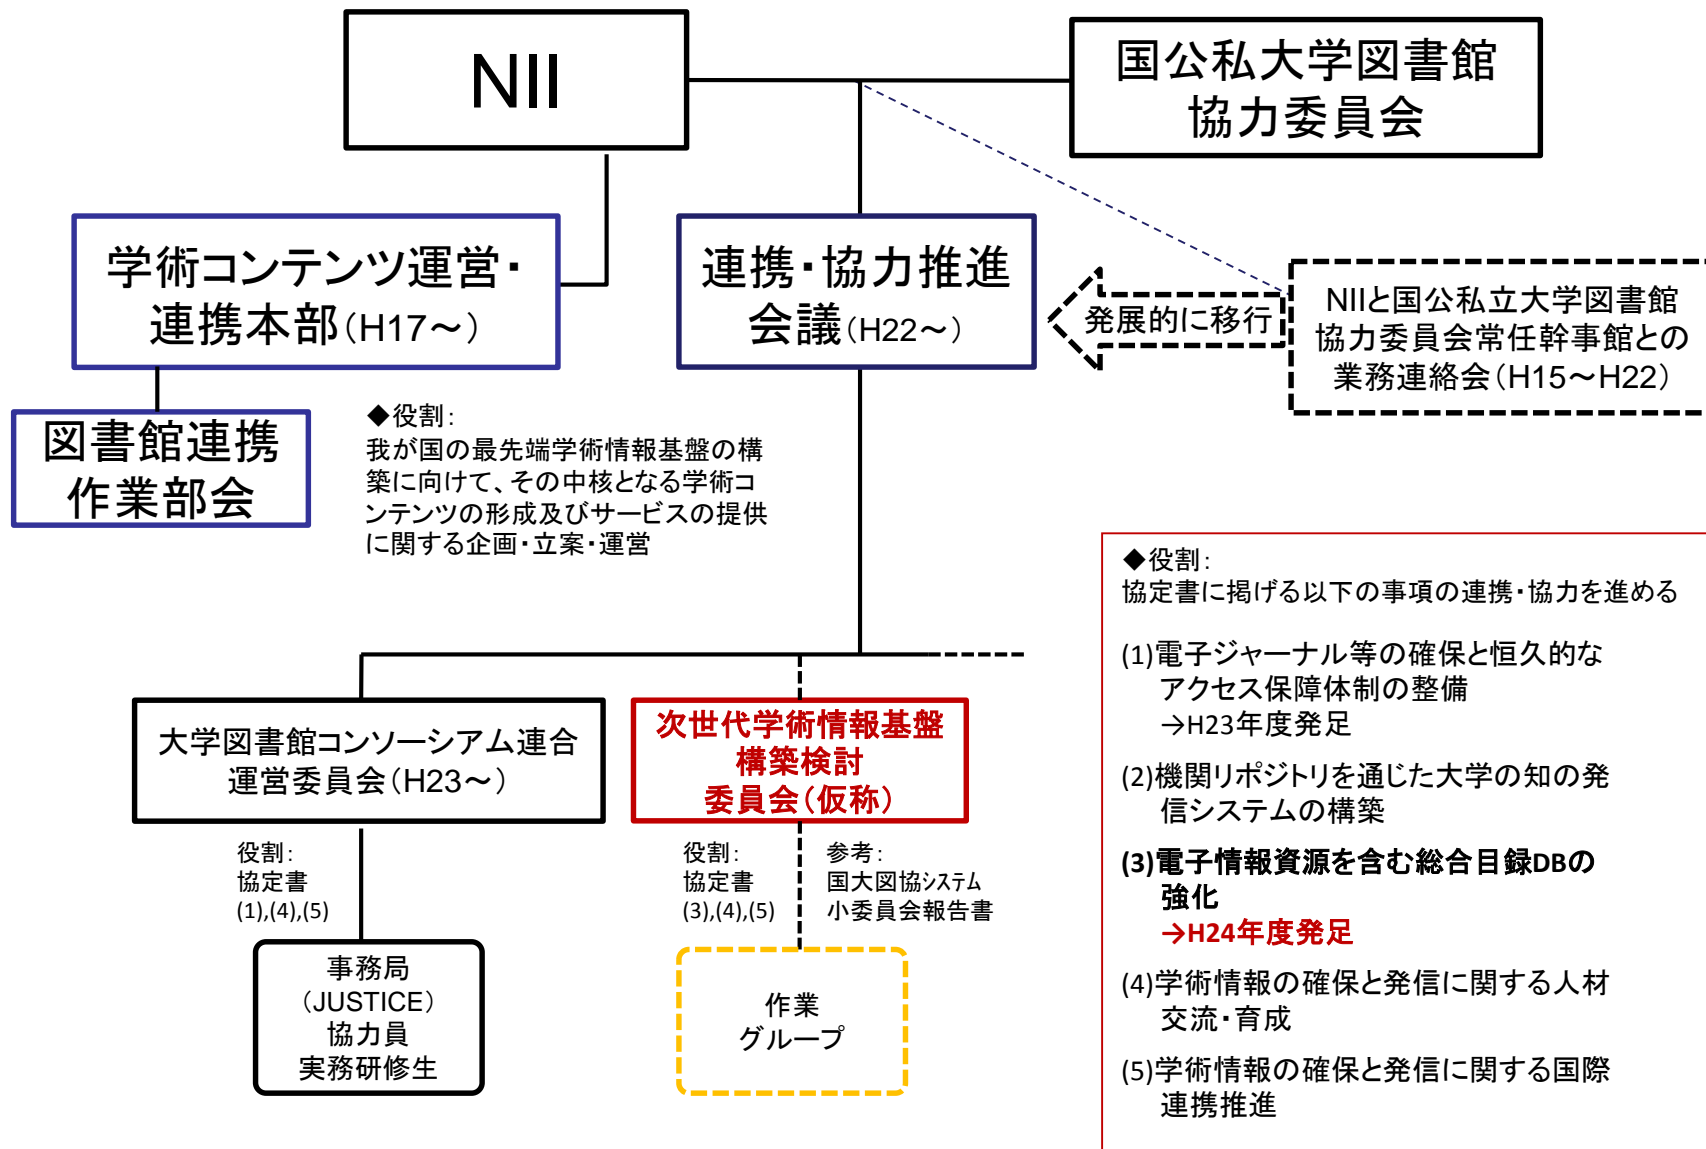 NII
国公私大学図書館
協力委員会
学術コンテンツ運営・
連携本部(H17～)
連携・協力推進
会議(H22～)
発展的に移行
NIIと国公私立大学図書館
協力委員会常任幹事館との
業務連絡会(H15～H22)
図書館連携
作業部会
◆役割:
我が国の最先端学術情報基盤の構
築に向けて、その中核となる学術コ
ンテンツの形成及びサービスの提供
に関する企画・立案・運営
◆役割:
協定書に掲げる以下の事項の連携・協力を進める
(1)電子ジャーナル等の確保と恒久的な
アクセス保障体制の整備
→H23年度発足
(2)機関リポジトリを通じた大学の知の発
信システムの構築
(3)電子情報資源を含む総合目録DBの
強化
→H24年度発足
(4)学術情報の確保と発信に関する人材
交流・育成
(5)学術情報の確保と発信に関する国際
連携推進
大学図書館コンソーシアム連合
運営委員会(H23～)
役割:
協定書
(1),(4),(5)
事務局
(JUSTICE)
協力員
実務研修生
次世代学術情報基盤
構築検討
委員会(仮称)
役割:
協定書
(3),(4),(5)
参考:
国大図協システム
小委員会報告書
作業
グループ